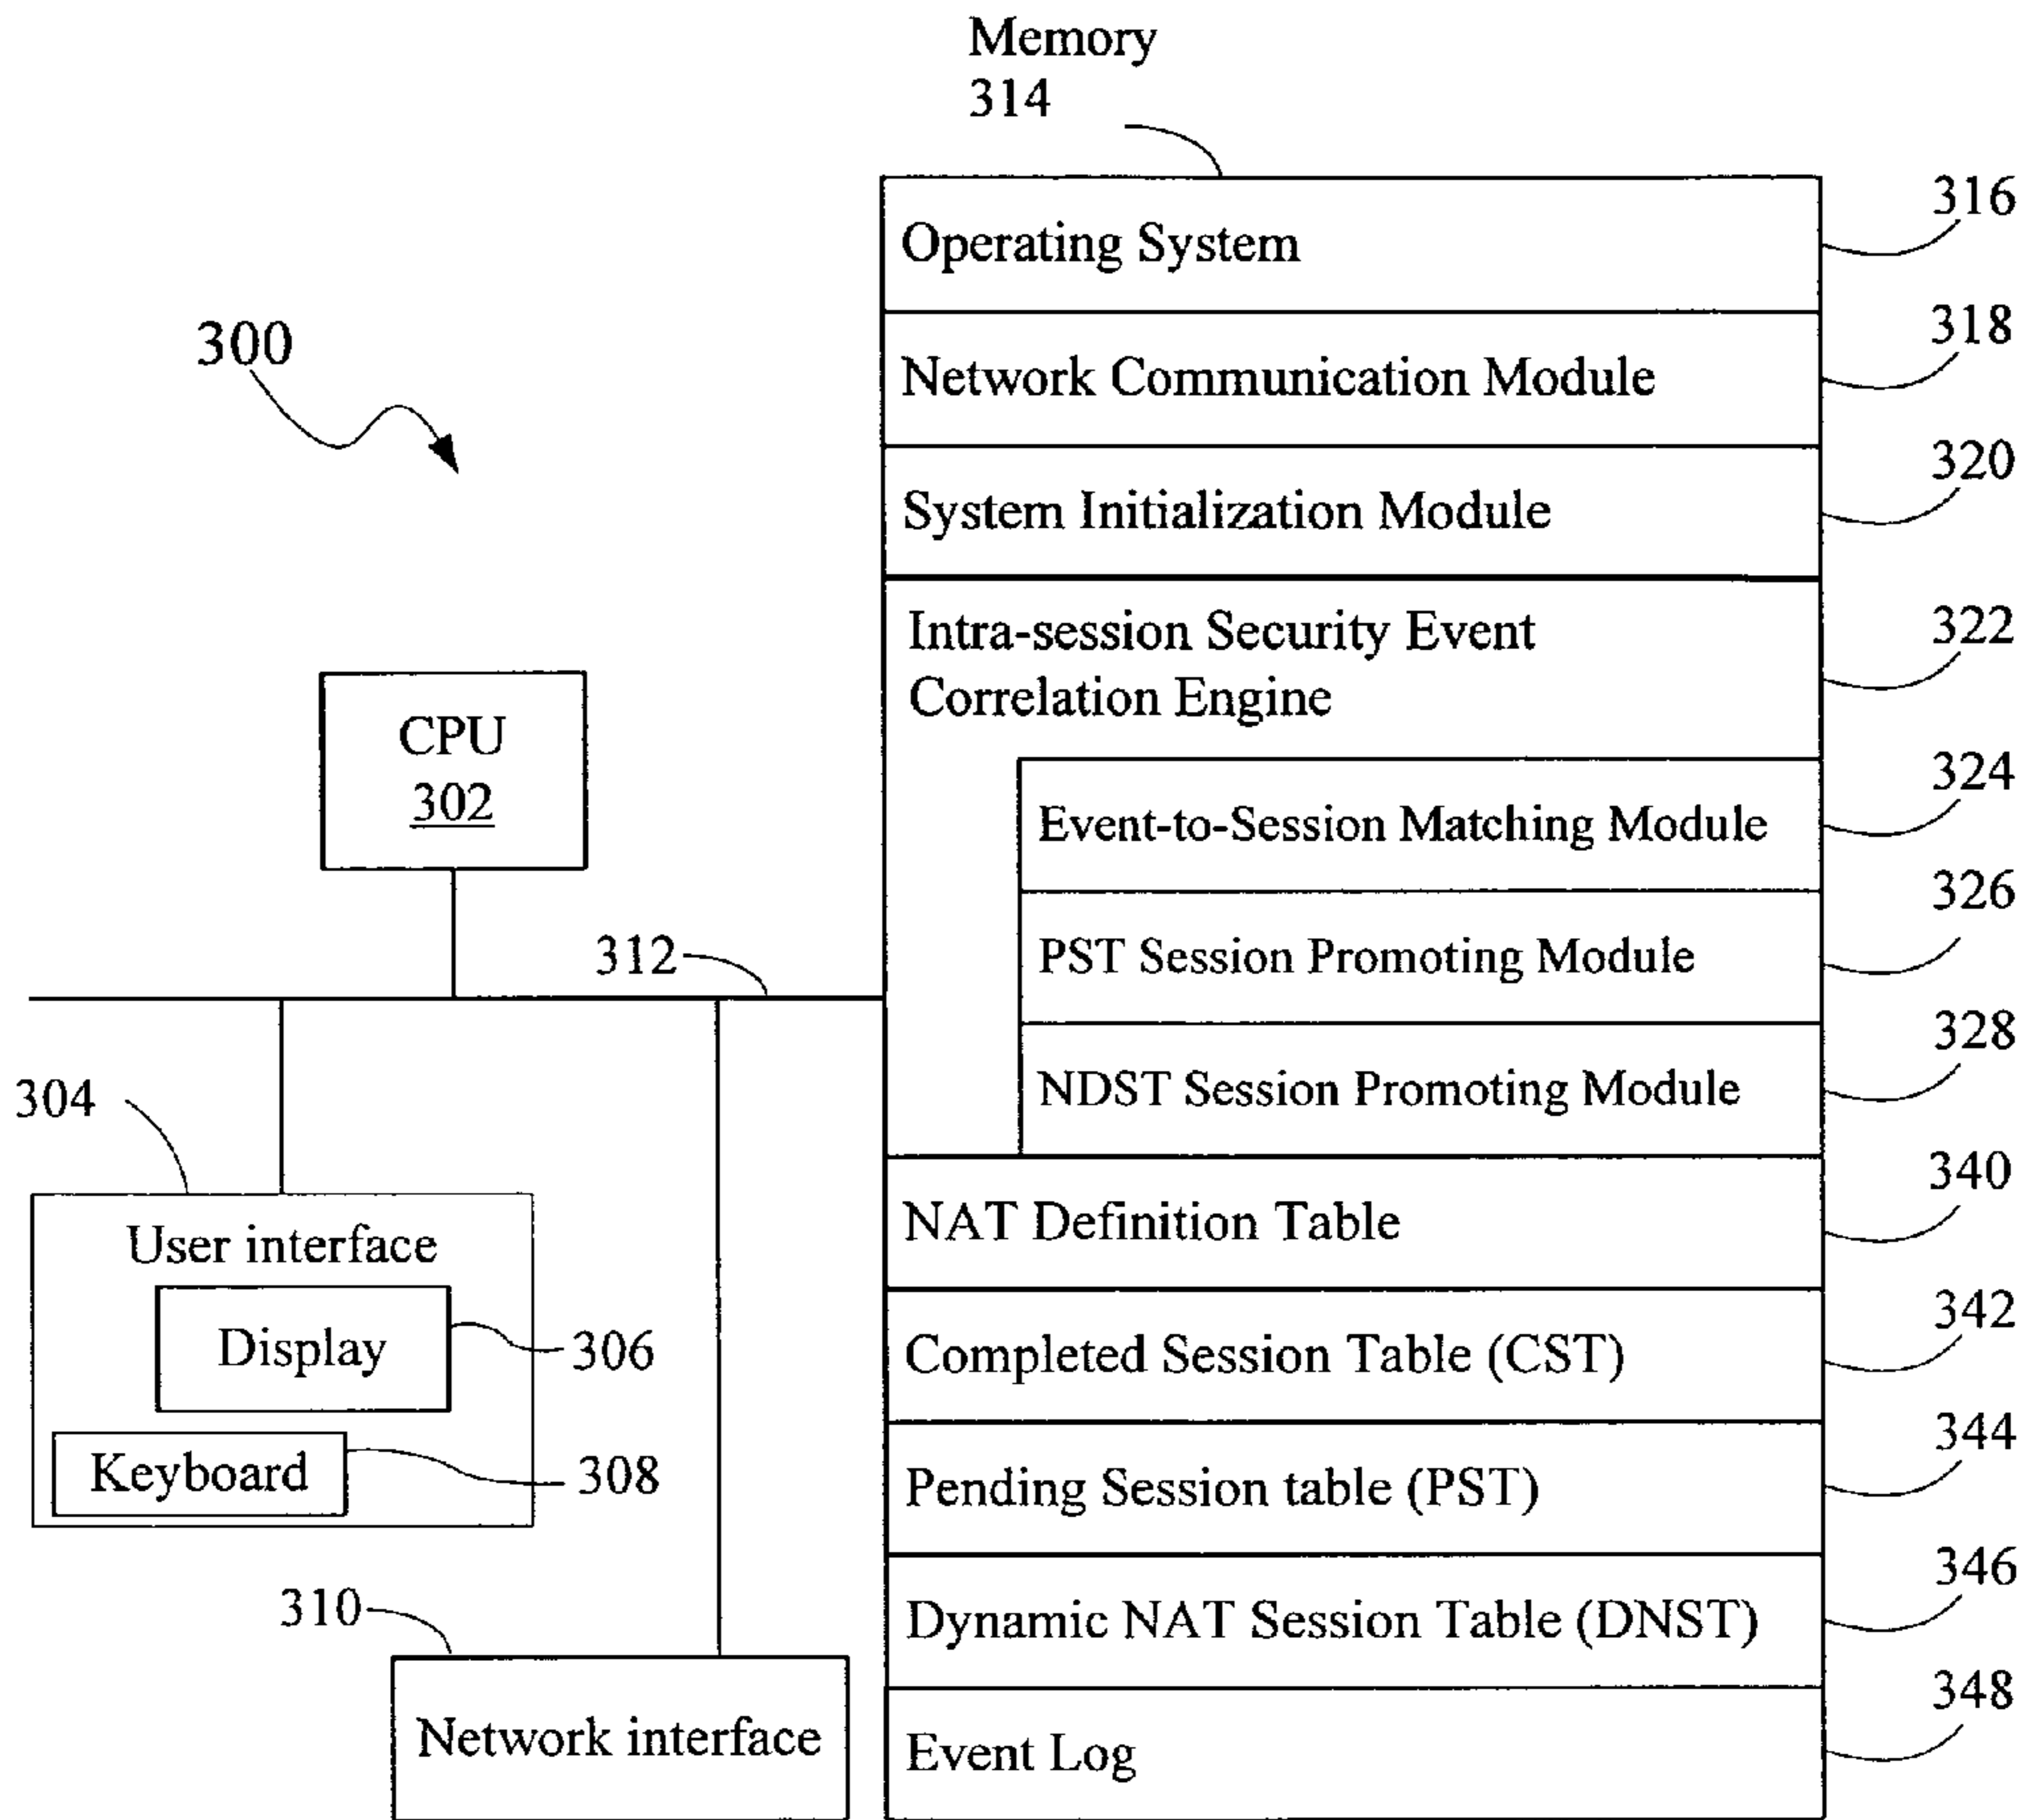 Memory
314
316
Operating System
318
Network Communication Module
300
320
System Initialization Module
322
Intra-session Security Event
Correlation Engine
CPU
302
324
Event-to-Session Matching Module
326
PST Session Promoting Module
312
328
NDST Session Promoting Module
304
340
NAT Definition Table
User interface
342
Completed Session Table (CST)
Display
306
344
Pending Session table (PST)
Keyboard
308
346
Dynamic NAT Session Table (DNST)
310
348
Network interface
Event Log